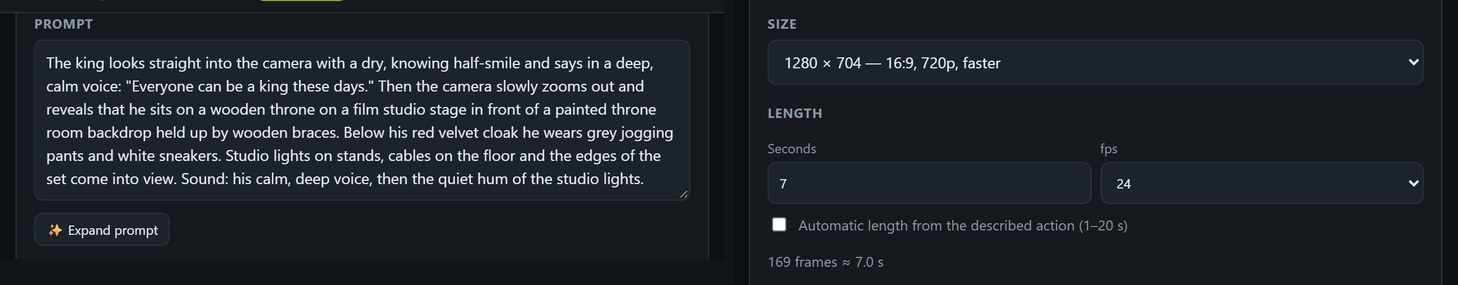 PROMPT
The king looks straight into the camera with a dry, knowing half-smile and says in a deep,
calm voice: "Everyone can be a king these days." Then the camera slowly zooms out and
reveals that he sits on a wooden throne on a film studio stage in front of a painted throne
room backdrop held up by wooden braces. Below his red velvet cloak he wears grey jogging
pants and white sneakers. Studio lights on stands, cables on the floor and the edges of the
set come into view. Sound: his calm, deep voice, then the quiet hum of the studio lights.
✨ Expand prompt
SIZE
1280 × 704 — 16:9, 720p, faster
LENGTH
Seconds
fps
7
24
Automatic length from the described action (1–20 s)
169 frames ≈ 7.0 s